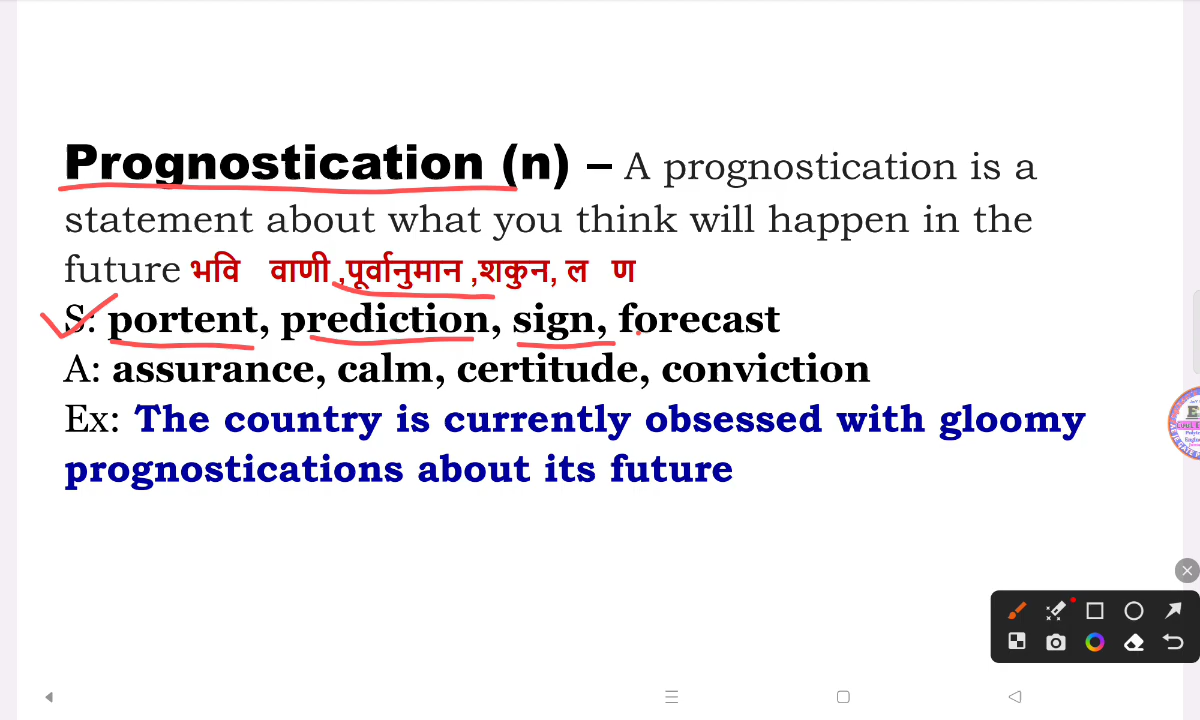 Prognostication (n) – A prognostication is a
statement about what you think will happen in the
future भवि वाणी ,पूर्वानुमान ,शकुन, ल ण
S: portent, prediction, sign, forecast
A: assurance, calm, certitude, conviction
Ex: The country is currently obsessed with gloomy
prognostications about its future